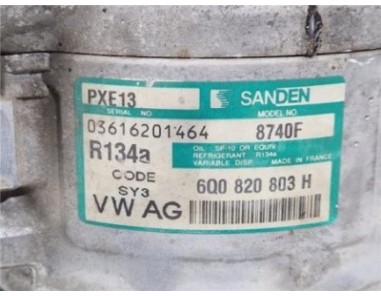 PXE13
SANDEN
SERIAL NO
MODEL NO
03616201464
8740F
R134a
OIL SP-10 OR EQUIV
REFRIGERANT R134a
VARIABLE DISP. MADE IN FRANCE
CODE
SY3
6Q0 820 803 H
VW AG